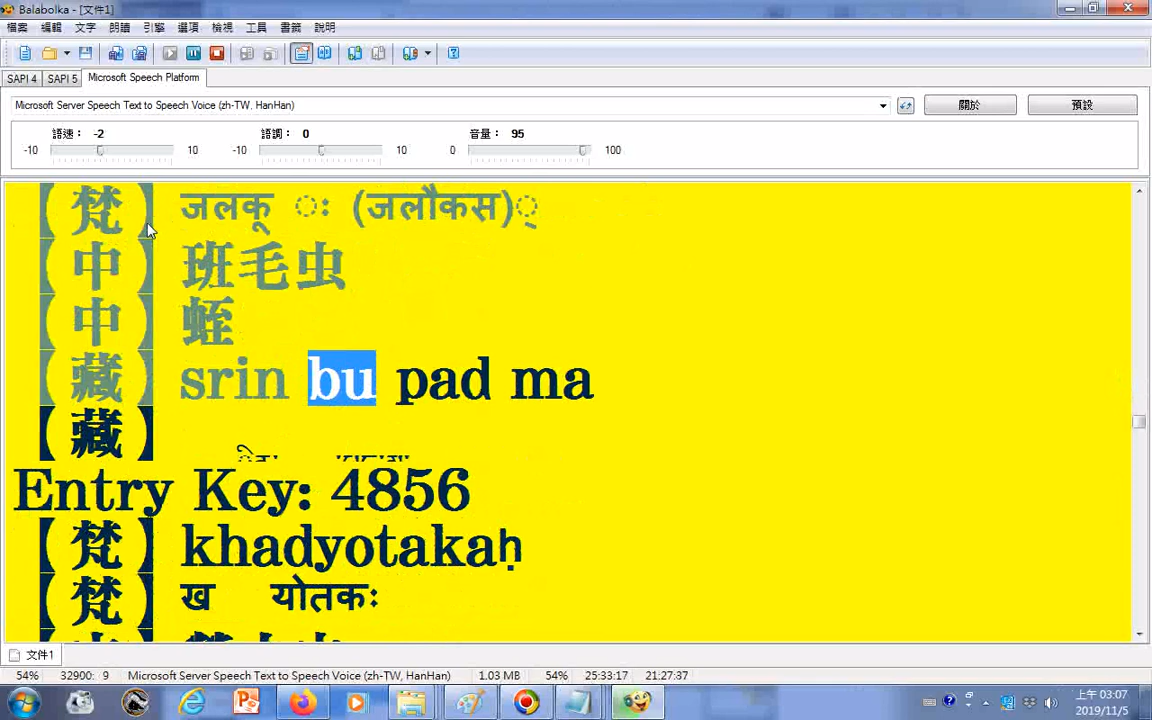 Balabolka - [文件1]
檔案 編輯 文字 朗讀 引擎 選項 檢視 工具 書籤 說明
SAPI 4 SAPI 5 Microsoft Speech Platform
Microsoft Server Speech Text to Speech Voice (zh-TW, HanHan) 關於 預設
語速： -2 語調： 0 音量： 95
-10 10 -10 10 0 100
【梵】 जलकू ः (जलौकस)्
【中】 班毛虫
【中】 蛭
【藏】 srin bu pad ma
【藏】
Entry Key: 4856
【梵】 khadyotakaḥ
【梵】 ख योतकः
文件1
54% 32900: 9 Microsoft Server Speech Text to Speech Voice (zh-TW, HanHan) 1.03 MB 54% 25:33:17 21:27:37
上午 03:07
2019/11/5